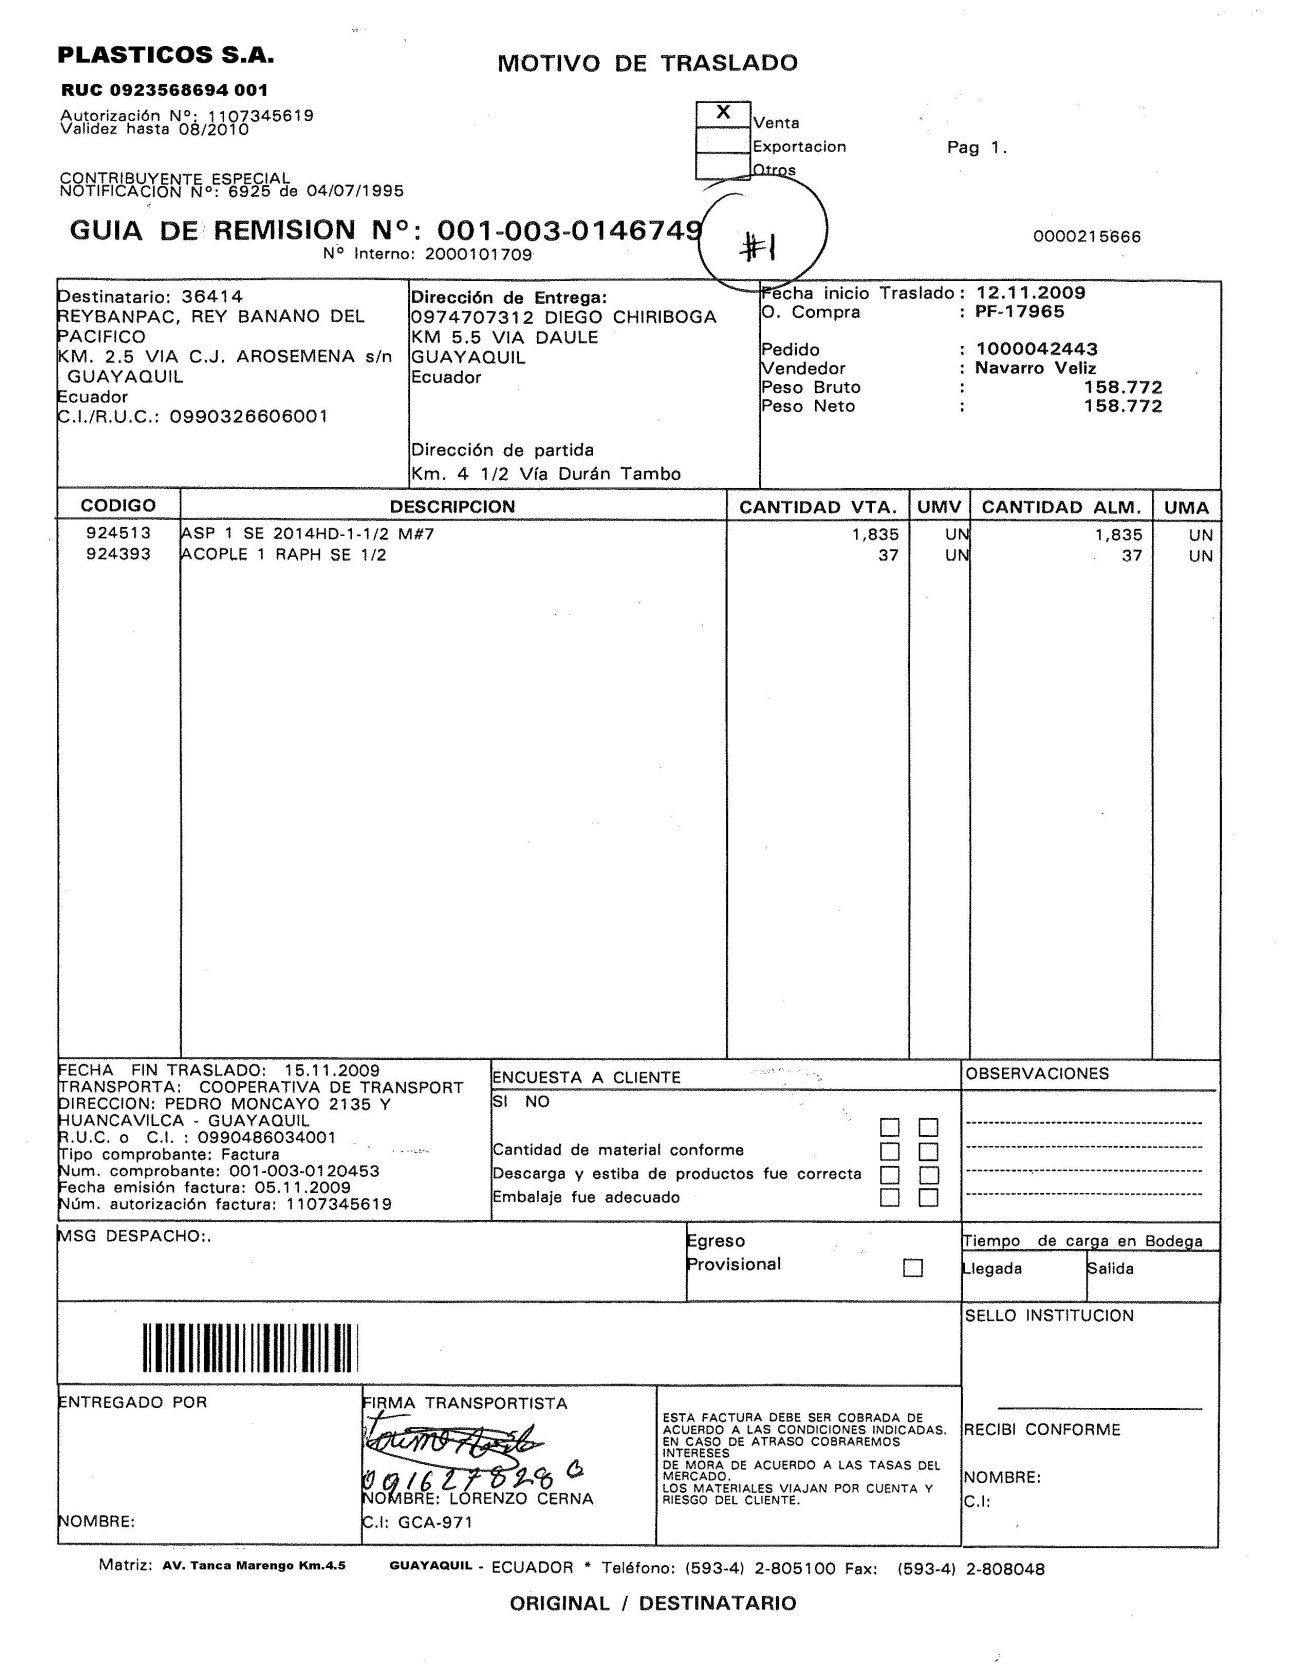 PLASTICOS S.A.
MOTIVO DE TRASLADO
RUC 0923568694 001
Autorización Nº: 1107345619
Validez hasta 08/2010
X Venta
Exportacion
Otros
Pag 1.
CONTRIBUYENTE ESPECIAL
NOTIFICACION Nº: 6925 de 04/07/1995
GUIA DE REMISION Nº: 001-003-0146749
#1
0000215666
Nº Interno: 2000101709
Destinatario: 36414
REYBANPAC, REY BANANO DEL
PACIFICO
KM. 2.5 VIA C.J. AROSEMENA s/n
GUAYAQUIL
Ecuador
C.I./R.U.C.: 0990326606001
Dirección de Entrega:
0974707312 DIEGO CHIRIBOGA
KM 5.5 VIA DAULE
GUAYAQUIL
Ecuador
Dirección de partida
Km. 4 1/2 Vía Durán Tambo
Fecha inicio Traslado : 12.11.2009
O. Compra : PF-17965
Pedido : 1000042443
Vendedor : Navarro Veliz
Peso Bruto : 158.772
Peso Neto : 158.772
CODIGO DESCRIPCION CANTIDAD VTA. UMV CANTIDAD ALM. UMA
924513 ASP 1 SE 2014HD-1-1/2 M#7 1,835 UN 1,835 UN
924393 ACOPLE 1 RAPH SE 1/2 37 UN 37 UN
FECHA FIN TRASLADO: 15.11.2009
TRANSPORTA: COOPERATIVA DE TRANSPORT
DIRECCION: PEDRO MONCAYO 2135 Y
HUANCAVILCA - GUAYAQUIL
R.U.C. o C.I. : 0990486034001
Tipo comprobante: Factura
Num. comprobante: 001-003-0120453
Fecha emisión factura: 05.11.2009
Núm. autorización factura: 1107345619
ENCUESTA A CLIENTE
SI NO
Cantidad de material conforme
Descarga y estiba de productos fue correcta
Embalaje fue adecuado
OBSERVACIONES
MSG DESPACHO:.
Egreso
Provisional
Tiempo de carga en Bodega
Llegada Salida
SELLO INSTITUCION
ENTREGADO POR
NOMBRE:
FIRMA TRANSPORTISTA
0916278280
NOMBRE: LORENZO CERNA
C.I: GCA-971
ESTA FACTURA DEBE SER COBRADA DE
ACUERDO A LAS CONDICIONES INDICADAS.
EN CASO DE ATRASO COBRAREMOS
INTERESES
DE MORA DE ACUERDO A LAS TASAS DEL
MERCADO.
LOS MATERIALES VIAJAN POR CUENTA Y
RIESGO DEL CLIENTE.
RECIBI CONFORME
NOMBRE:
C.I:
Matriz: AV. Tanca Marengo Km.4.5 GUAYAQUIL - ECUADOR * Teléfono: (593-4) 2-805100 Fax: (593-4) 2-808048
ORIGINAL / DESTINATARIO